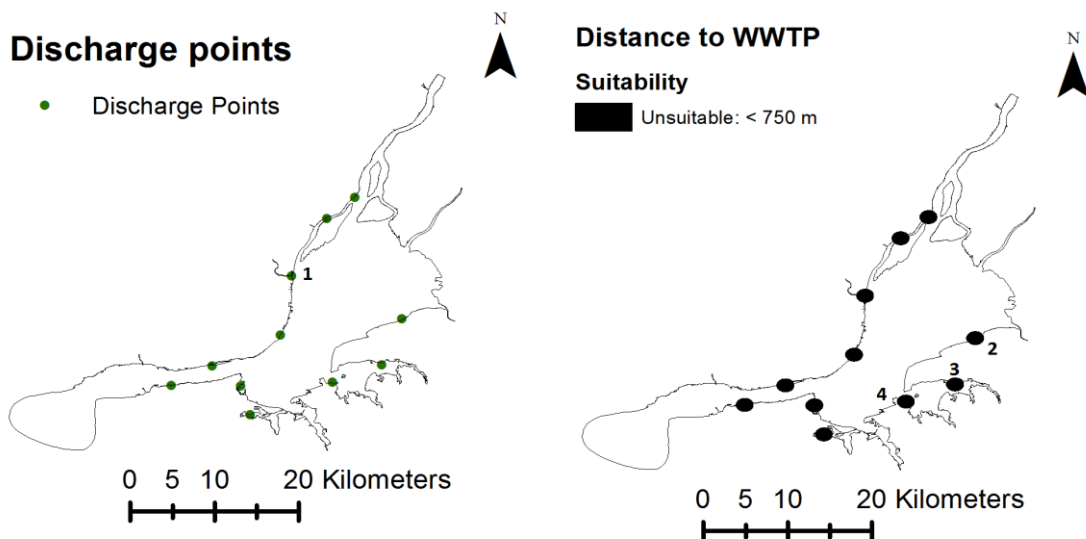 Discharge points
N
Discharge Points
1
0 5 10 20 Kilometers
Distance to WWTP
N
Suitability
Unsuitable: < 750 m
2
3
4
0 5 10 20 Kilometers